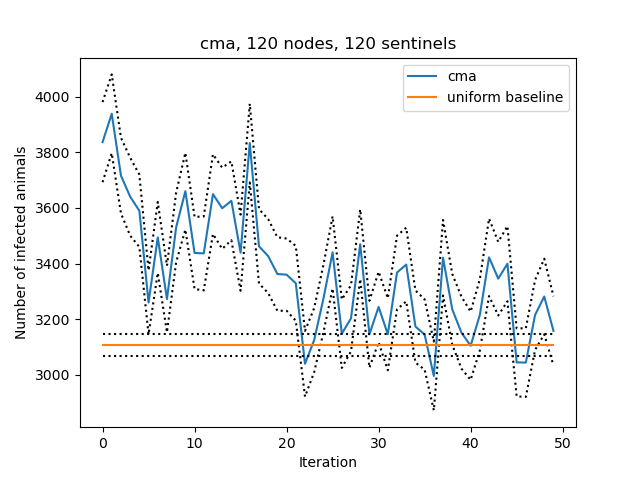 cma, 120 nodes, 120 sentinels
cma
uniform baseline
Number of infected animals
4000
3800
3600
3400
3200
3000
0 10 20 30 40 50
Iteration